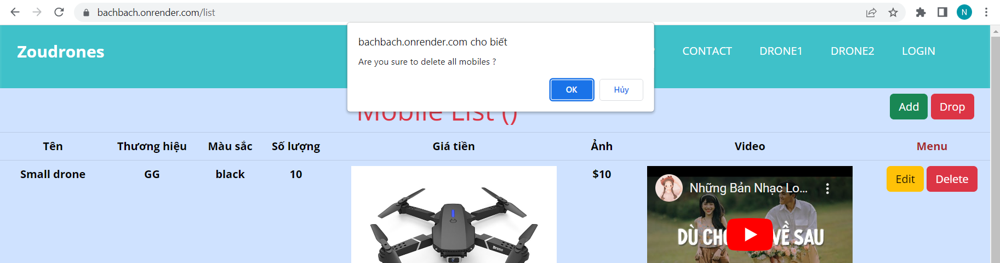 bachbach.onrender.com/list
N
bachbach.onrender.com cho biết
Are you sure to delete all mobiles ?
OK
Hủy
Zoudrones
CONTACT
DRONE1
DRONE2
LOGIN
Mobile List ()
Add
Drop
Tên
Thương hiệu
Màu sắc
Số lượng
Giá tiền
Ảnh
Video
Menu
Small drone
GG
black
10
Drone
$10
Những Bản Nhạc Lo...
DÙ CHO
VỀ SAU
Edit
Delete